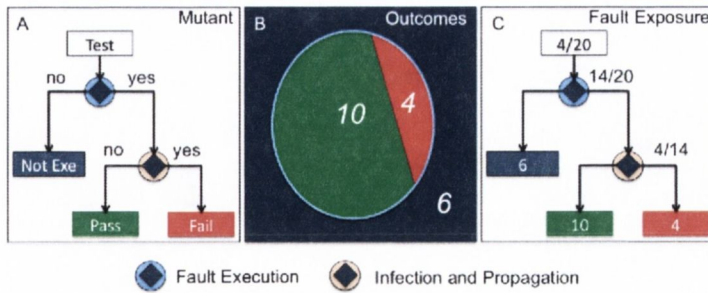 A
Mutant
Test
no
yes
Not Exe
no
yes
Pass
Fail
B
Outcomes
10
4
6
C
Fault Exposure
4/20
14/20
6
4/14
10
4
Fault Execution
Infection and Propagation